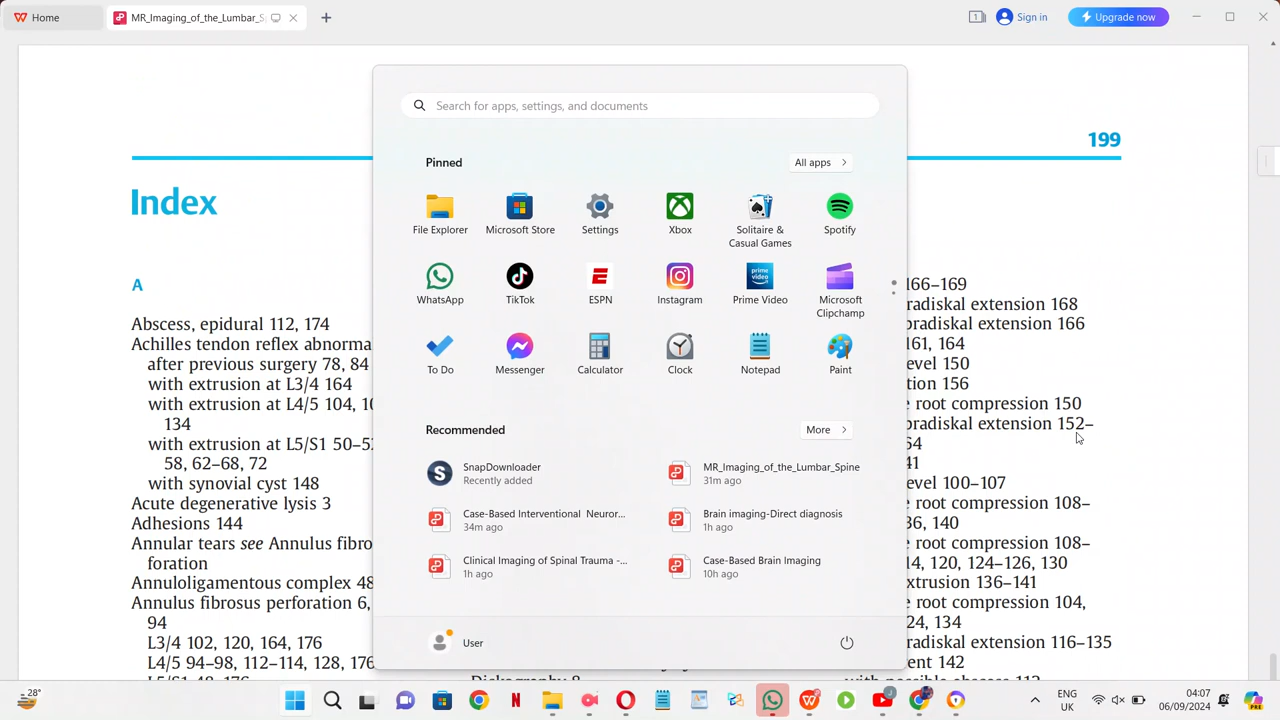 Home
MR_Imaging_of_the_Lumbar_S
1
Sign in
Upgrade now
199
Index
A
Abscess, epidural 112, 174
Achilles tendon reflex abnorma
after previous surgery 78, 84
with extrusion at L3/4 164
with extrusion at L4/5 104, 10
134
with extrusion at L5/S1 50–5
58, 62–68, 72
with synovial cyst 148
Acute degenerative lysis 3
Adhesions 144
Annular tears see Annulus fibro
foration
Annuloligamentous complex 48
Annulus fibrosus perforation 6,
94
L3/4 102, 120, 164, 176
L4/5 94–98, 112–114, 128, 176
Search for apps, settings, and documents
Pinned
All apps
File Explorer
Microsoft Store
Settings
Xbox
Solitaire &
Casual Games
Spotify
WhatsApp
TikTok
ESPN
Instagram
prime video
Prime Video
Microsoft
Clipchamp
To Do
Messenger
Calculator
Clock
Notepad
Paint
Recommended
More
SnapDownloader
Recently added
MR_Imaging_of_the_Lumbar_Spine
31m ago
Case-Based Interventional Neuror...
34m ago
Brain imaging-Direct diagnosis
1h ago
Clinical Imaging of Spinal Trauma -...
1h ago
Case-Based Brain Imaging
10h ago
User
166–169
pradiskal extension 168
pradiskal extension 166
161, 164
evel 150
tion 156
e root compression 150
pradiskal extension 152–
64
41
evel 100–107
e root compression 108–
36, 140
e root compression 108–
14, 120, 124–126, 130
xtrusion 136–141
e root compression 104,
24, 134
pradiskal extension 116–135
ent 142
28°
ENG
UK
04:07
06/09/2024